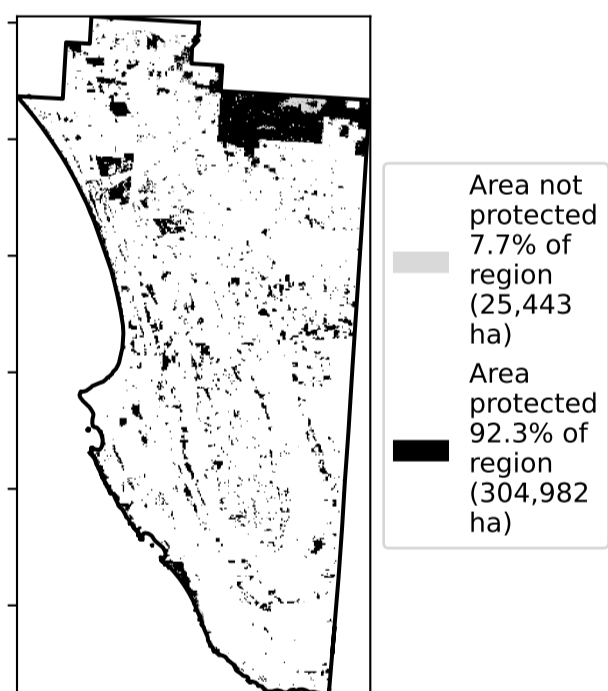 Area not
protected
7.7% of
region
(25,443
ha)
Area
protected
92.3% of
region
(304,982
ha)